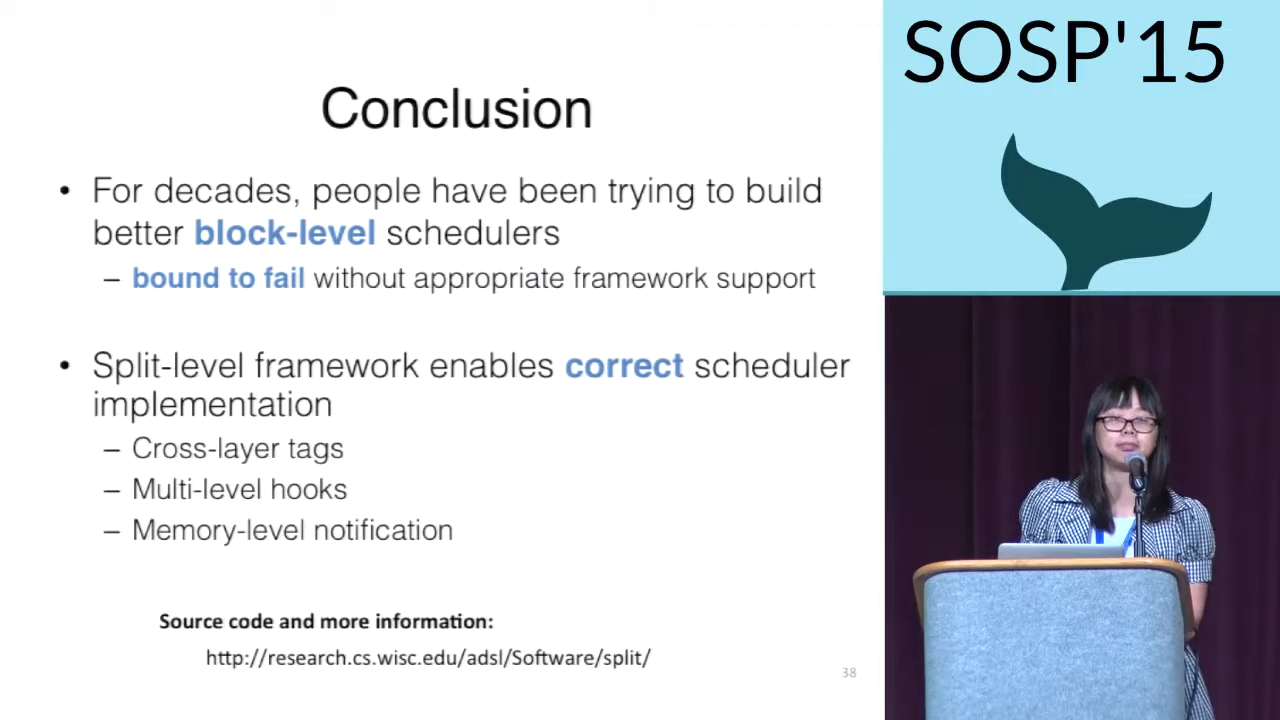 SOSP'15
Conclusion
• For decades, people have been trying to build
better block-level schedulers
– bound to fail without appropriate framework support
• Split-level framework enables correct scheduler
implementation
– Cross-layer tags
– Multi-level hooks
– Memory-level notification
Source code and more information:
http://research.cs.wisc.edu/adsl/Software/split/
38